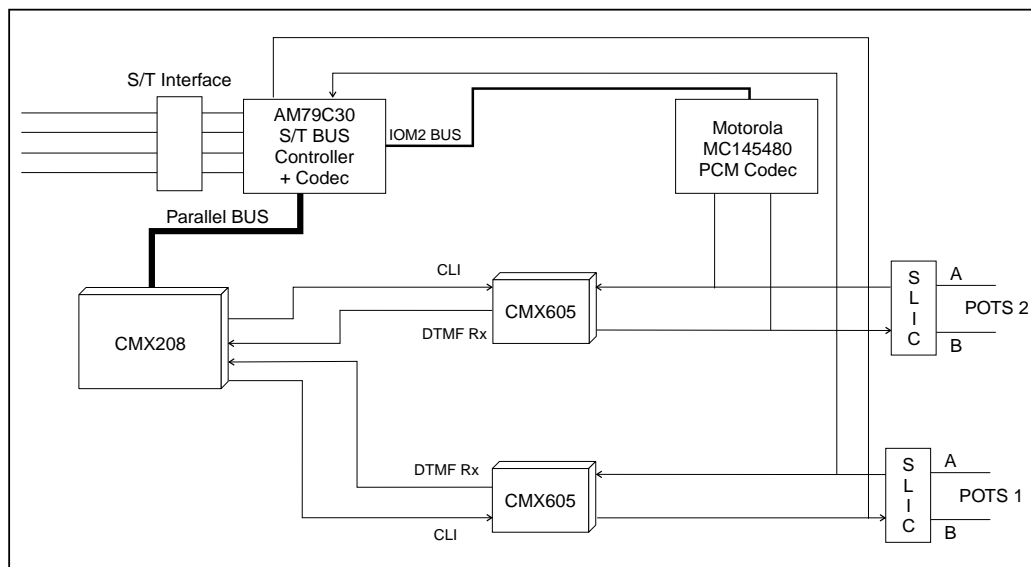 S/T Interface
AM79C30
S/T BUS
Controller
+ Codec
IOM2 BUS
Motorola
MC145480
PCM Codec
Parallel BUS
CLI
CMX605
DTMF Rx
CMX208
S
L
I
C
A
POTS 2
B
DTMF Rx
CMX605
CLI
S
L
I
C
A
POTS 1
B